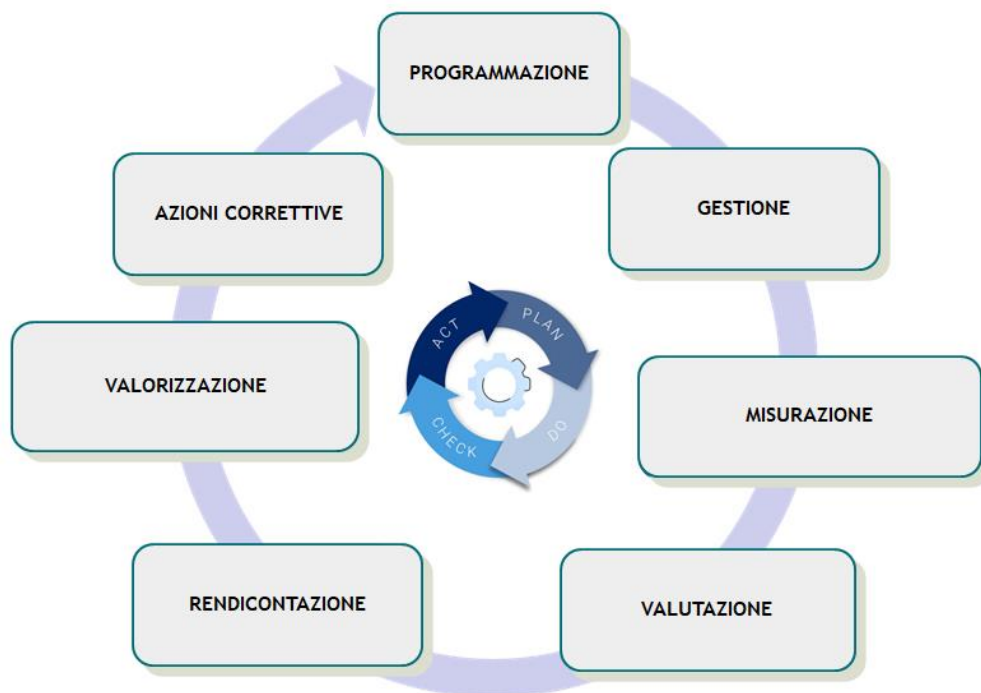 PROGRAMMAZIONE
GESTIONE
MISURAZIONE
VALUTAZIONE
RENDICONTAZIONE
VALORIZZAZIONE
AZIONI CORRETTIVE
PLAN
DO
CHECK
ACT